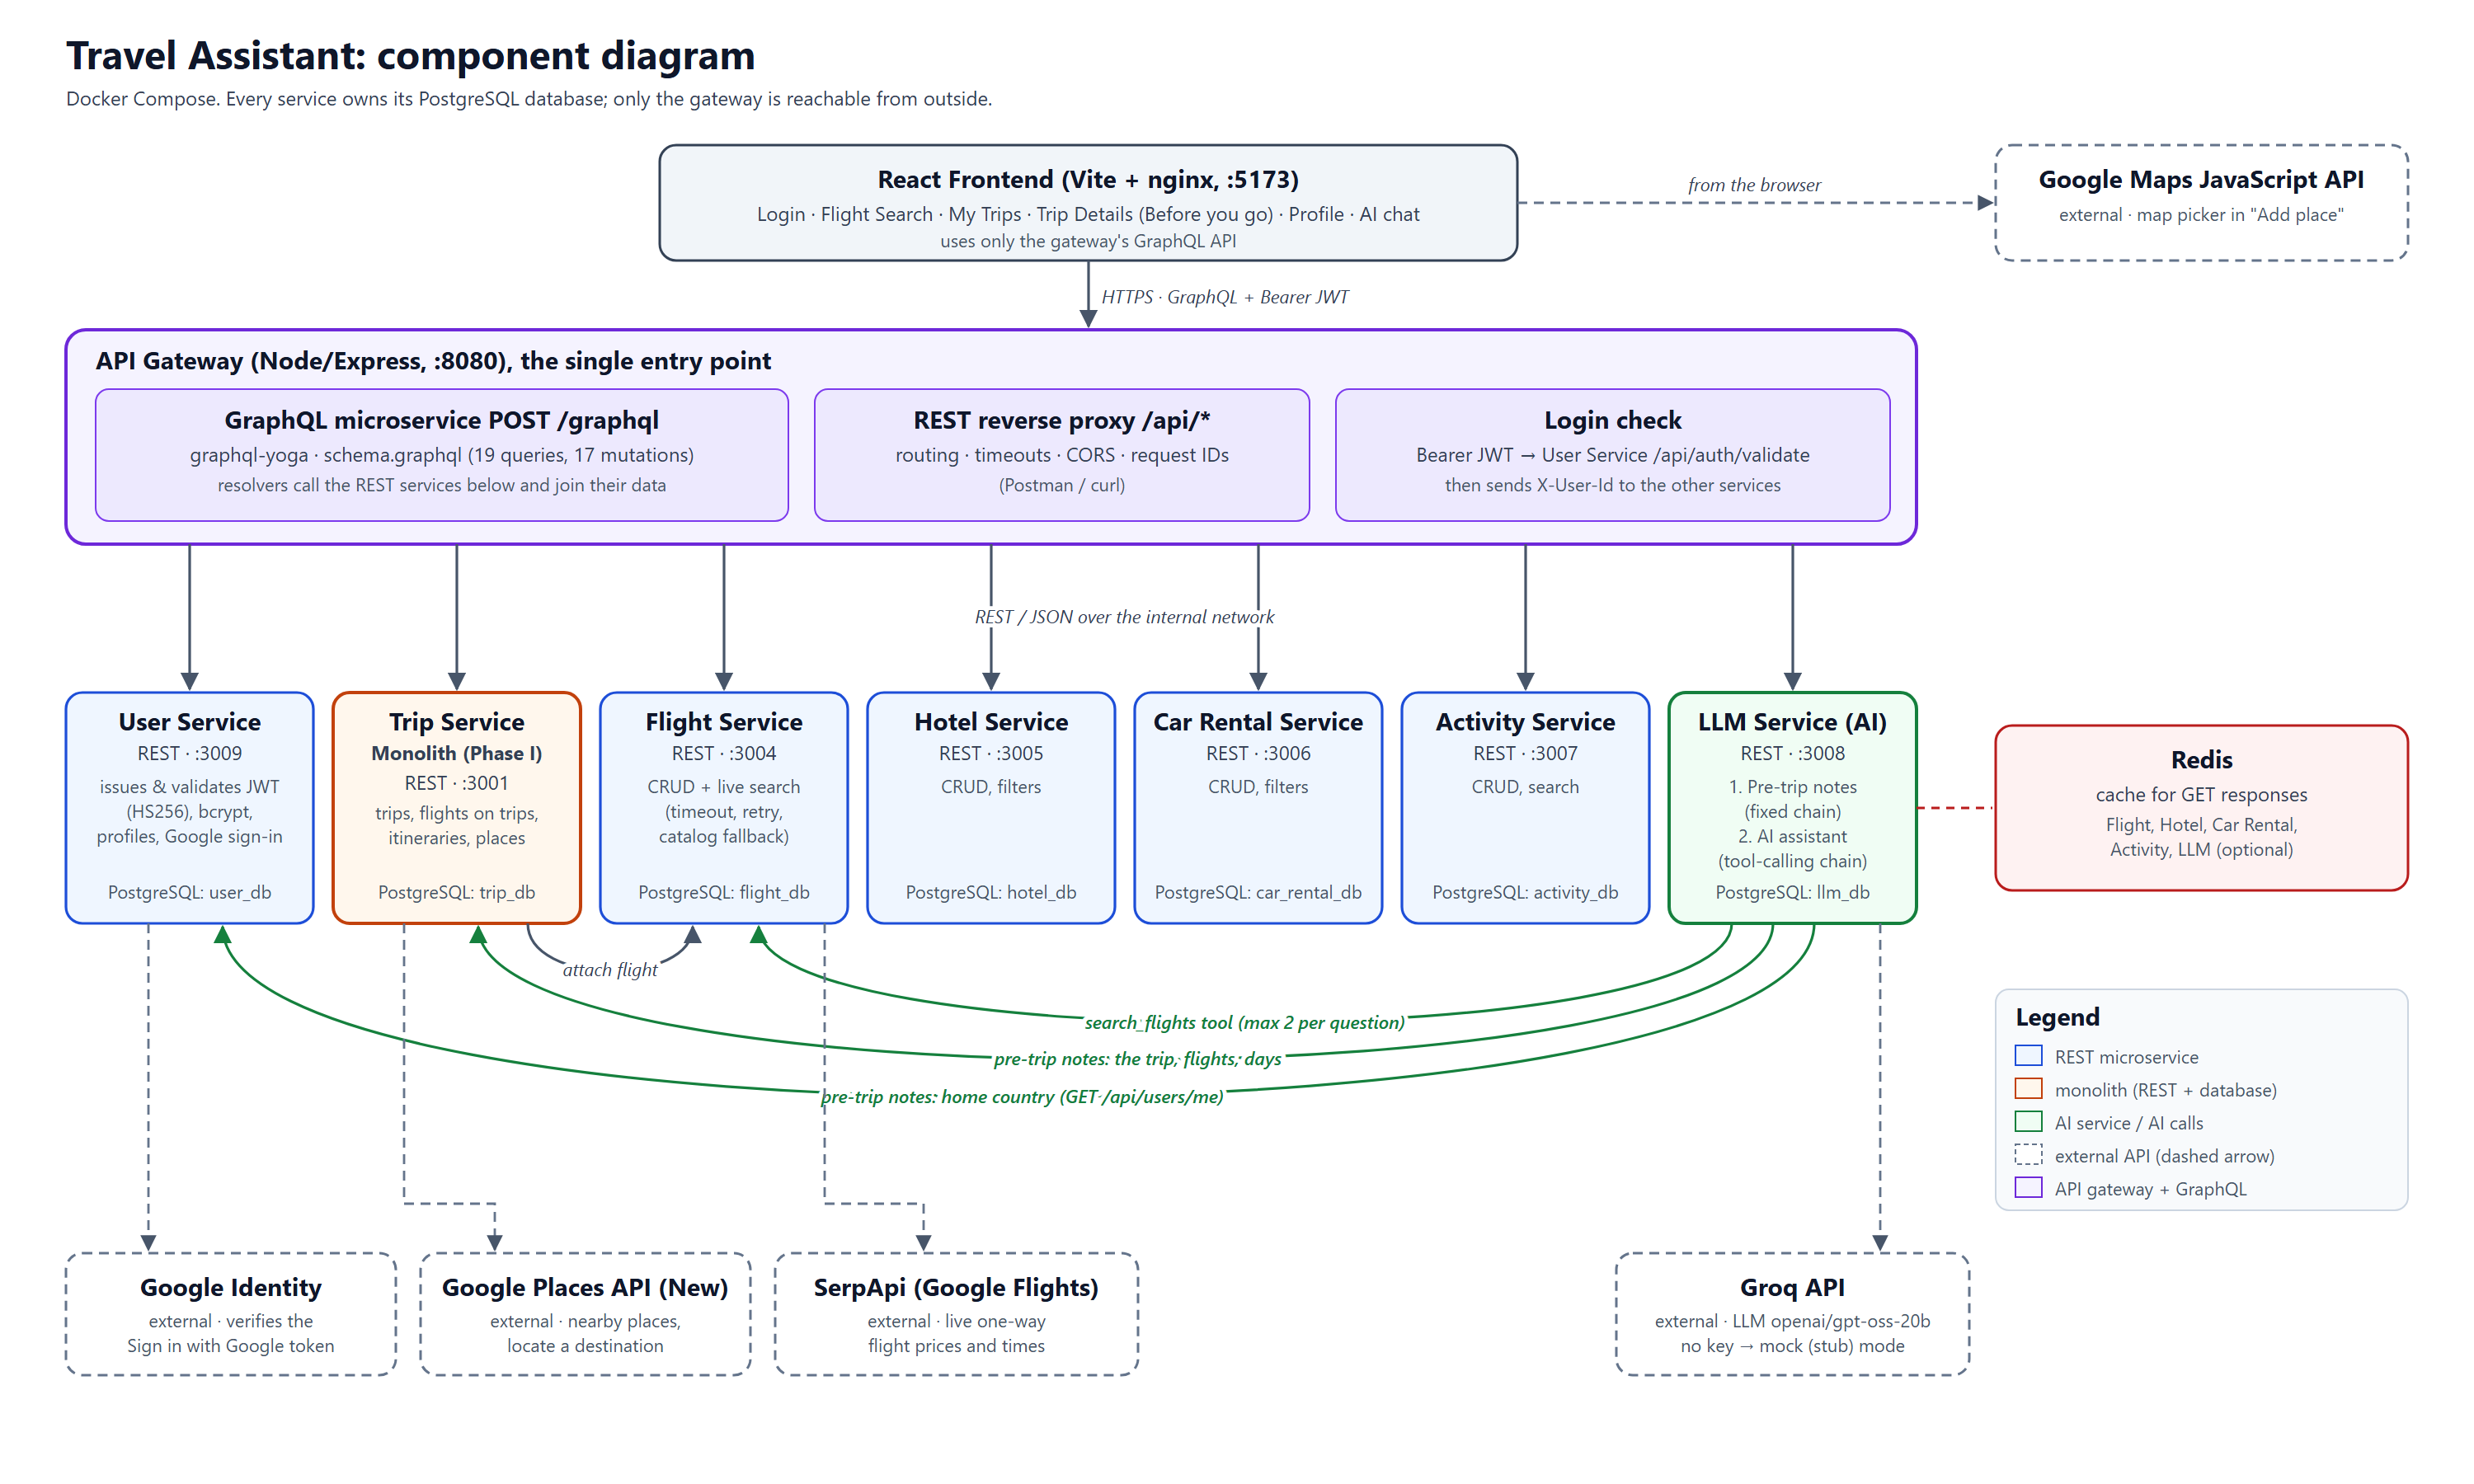 Travel Assistant: component diagram
Docker Compose. Every service owns its PostgreSQL database; only the gateway is reachable from outside.
React Frontend (Vite + nginx, :5173)
Login · Flight Search · My Trips · Trip Details (Before you go) · Profile · AI chat
uses only the gateway's GraphQL API
from the browser
Google Maps JavaScript API
external · map picker in "Add place"
HTTPS · GraphQL + Bearer JWT
API Gateway (Node/Express, :8080), the single entry point
GraphQL microservice POST /graphql
graphql-yoga · schema.graphql (19 queries, 17 mutations)
resolvers call the REST services below and join their data
REST reverse proxy /api/*
routing · timeouts · CORS · request IDs
(Postman / curl)
Login check
Bearer JWT → User Service /api/auth/validate
then sends X-User-Id to the other services
REST / JSON over the internal network
User Service
REST · :3009
issues & validates JWT
(HS256), bcrypt,
profiles, Google sign-in
PostgreSQL: user_db
Trip Service
Monolith (Phase I)
REST · :3001
trips, flights on trips,
itineraries, places
PostgreSQL: trip_db
Flight Service
REST · :3004
CRUD + live search
(timeout, retry,
catalog fallback)
PostgreSQL: flight_db
Hotel Service
REST · :3005
CRUD, filters
PostgreSQL: hotel_db
Car Rental Service
REST · :3006
CRUD, filters
PostgreSQL: car_rental_db
Activity Service
REST · :3007
CRUD, search
PostgreSQL: activity_db
LLM Service (AI)
REST · :3008
1. Pre-trip notes
(fixed chain)
2. AI assistant
(tool-calling chain)
PostgreSQL: llm_db
Redis
cache for GET responses
Flight, Hotel, Car Rental,
Activity, LLM (optional)
attach flight
search_flights tool (max 2 per question)
pre-trip notes: the trip, flights, days
pre-trip notes: home country (GET /api/users/me)
Legend
REST microservice
monolith (REST + database)
AI service / AI calls
external API (dashed arrow)
API gateway + GraphQL
Google Identity
external · verifies the
Sign in with Google token
Google Places API (New)
external · nearby places,
locate a destination
SerpApi (Google Flights)
external · live one-way
flight prices and times
Groq API
external · LLM openai/gpt-oss-20b
no key → mock (stub) mode